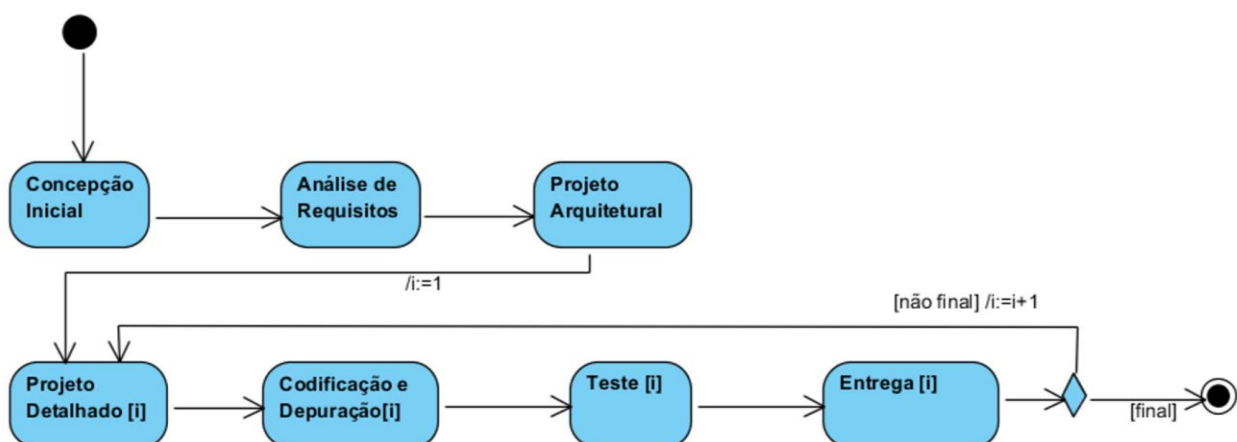 Concepção
Inicial
Análise de
Requisitos
Projeto
Arquitetural
/i:=1
[não final] /i:=i+1
Projeto
Detalhado [i]
Codificação e
Depuração[i]
Teste [i]
Entrega [i]
[final]